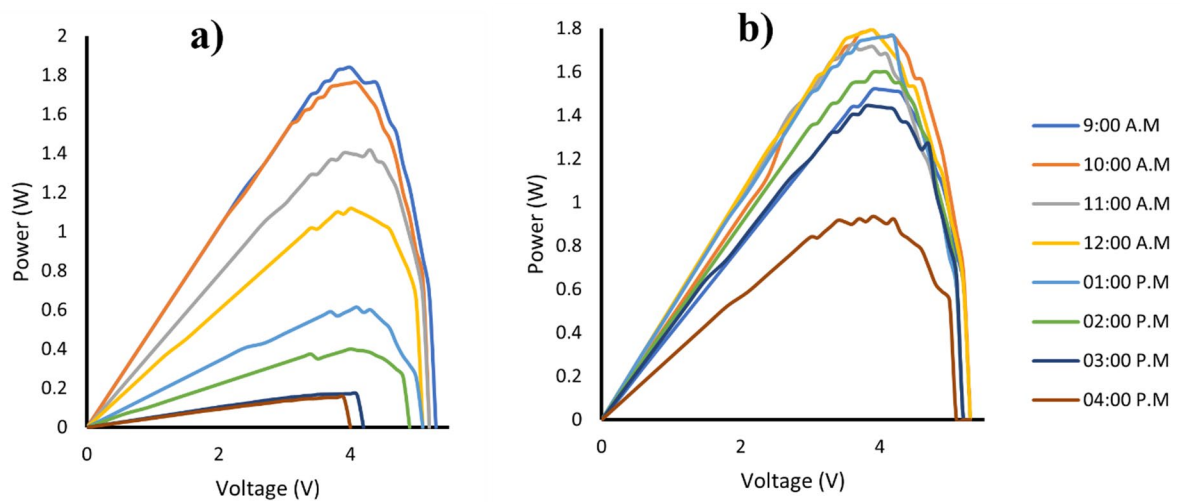 a)
2
1.8
1.6
1.4
1.2
1
0.8
0.6
0.4
0.2
0
0 2 4
Power (W)
Voltage (V)
b)
1.8
1.6
1.4
1.2
1
0.8
0.6
0.4
0.2
0
0 2 4
Power (W)
Voltage (V)
9:00 A.M
10:00 A.M
11:00 A.M
12:00 A.M
01:00 P.M
02:00 P.M
03:00 P.M
04:00 P.M